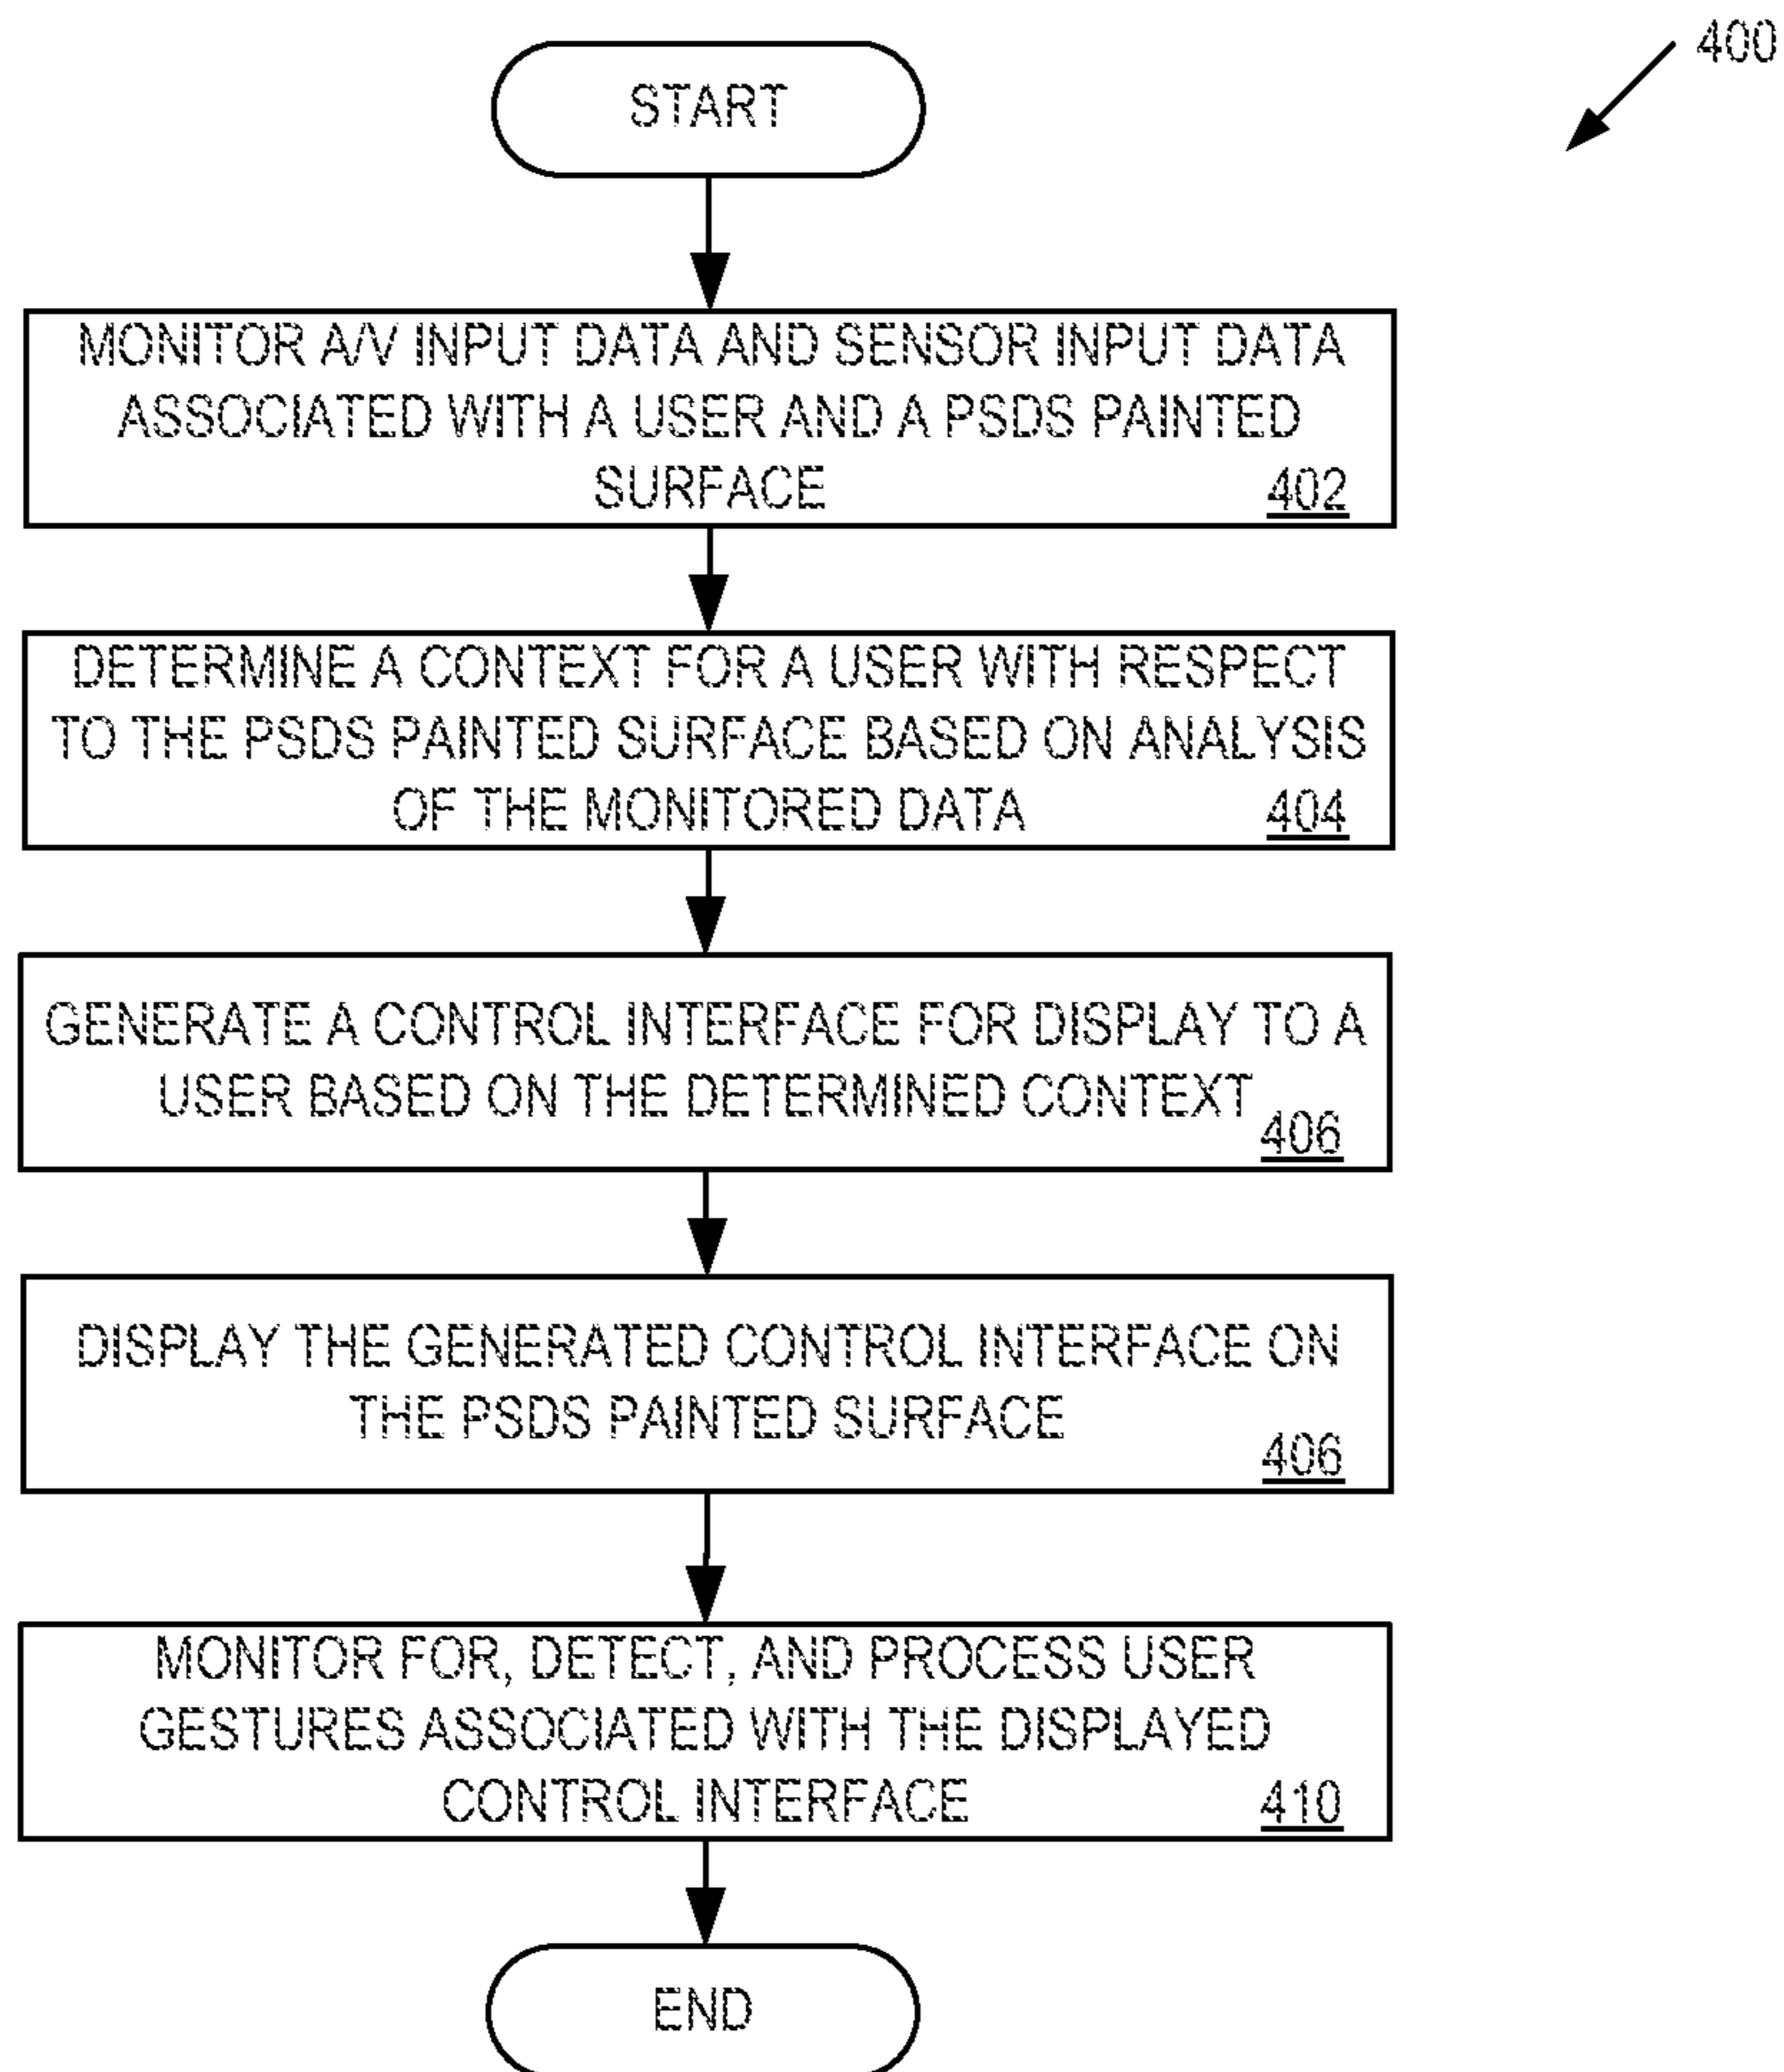 400
START
MONITOR A/V INPUT DATA AND SENSOR INPUT DATA
ASSOCIATED WITH A USER AND A PSDS PAINTED
SURFACE
402
DETERMINE A CONTEXT FOR A USER WITH RESPECT
TO THE PSDS PAINTED SURFACE BASED ON ANALYSIS
OF THE MONITORED DATA
404
GENERATE A CONTROL INTERFACE FOR DISPLAY TO A
USER BASED ON THE DETERMINED CONTEXT
406
DISPLAY THE GENERATED CONTROL INTERFACE ON
THE PSDS PAINTED SURFACE
406
MONITOR FOR, DETECT, AND PROCESS USER
GESTURES ASSOCIATED WITH THE DISPLAYED
CONTROL INTERFACE
410
END